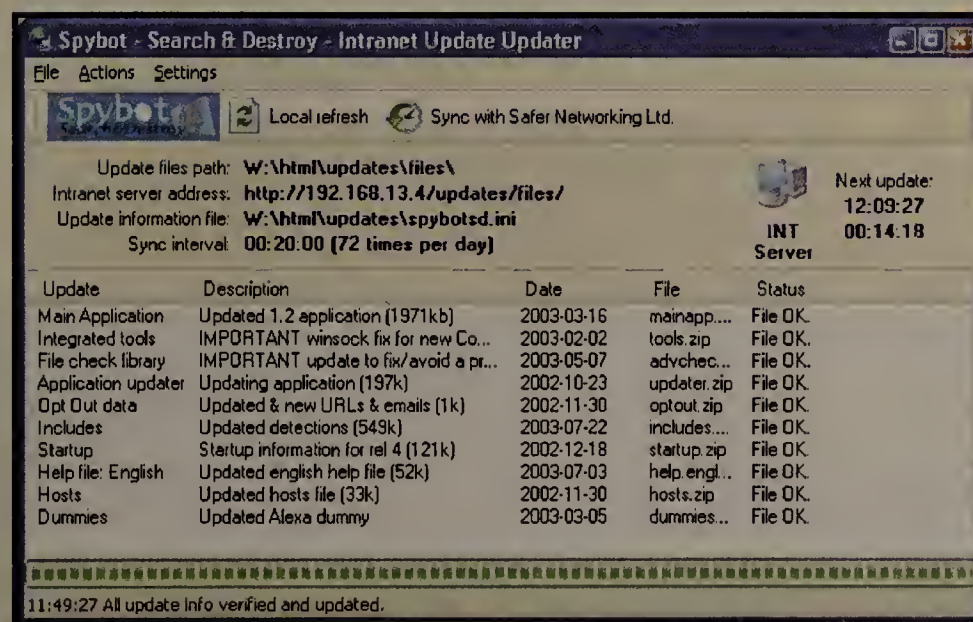 Spybot - Search & Destroy - Intranet Update Updater
File Actions Settings
Spybot Local refresh Sync with Safer Networking Ltd.
Update files path: W:\html\updates\files\
Intranet server address: http://192.168.13.4/updates/files/
Update information file: W:\html\updates\spybotsd.ini
Sync interval: 00:20:00 (72 times per day)
INT Server
Next update:
12:09:27
00:14:18
Update Description Date File Status
Main Application Updated 1.2 application (1971kb) 2003-03-16 mainapp.... File OK.
Integrated tools IMPORTANT winsock fix for new Co... 2003-02-02 tools.zip File OK.
File check library IMPORTANT update to fix/avoid a pr... 2003-05-07 advchec... File OK.
Application updater Updating application (197k) 2002-10-23 updater.zip File OK.
Opt Out data Updated & new URLs & emails (1k) 2002-11-30 optout.zip File OK.
Includes Updated detections (549k) 2003-07-22 includes.... File OK.
Startup Startup information for rel 4 (121k) 2002-12-18 startup.zip File OK.
Help file: English Updated english help file (52k) 2003-07-03 help.engl... File OK.
Hosts Updated hosts file (33k) 2002-11-30 hosts.zip File OK.
Dummies Updated Alexa dummy 2003-03-05 dummies... File OK.
11:49:27 All update info verified and updated.